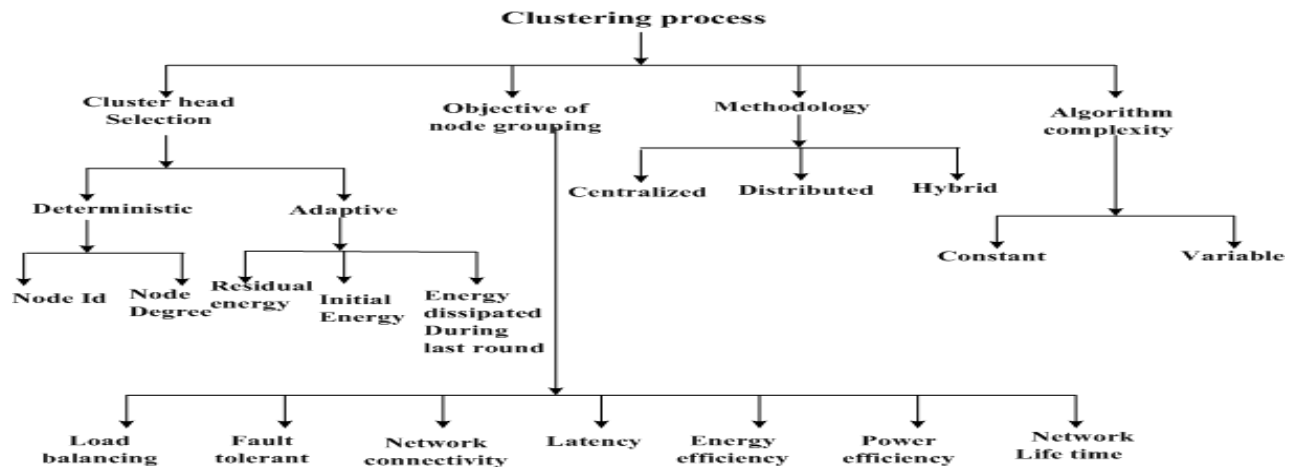 Clustering process
Cluster head
Selection
Objective of
node grouping
Methodology
Algorithm
complexity
Centralized
Distributed
Hybrid
Deterministic
Adaptive
Constant
Variable
Node Id
Node
Degree
Residual
energy
Initial
Energy
Energy
dissipated
During
last round
Load
balancing
Fault
tolerant
Network
connectivity
Latency
Energy
efficiency
Power
efficiency
Network
Life time